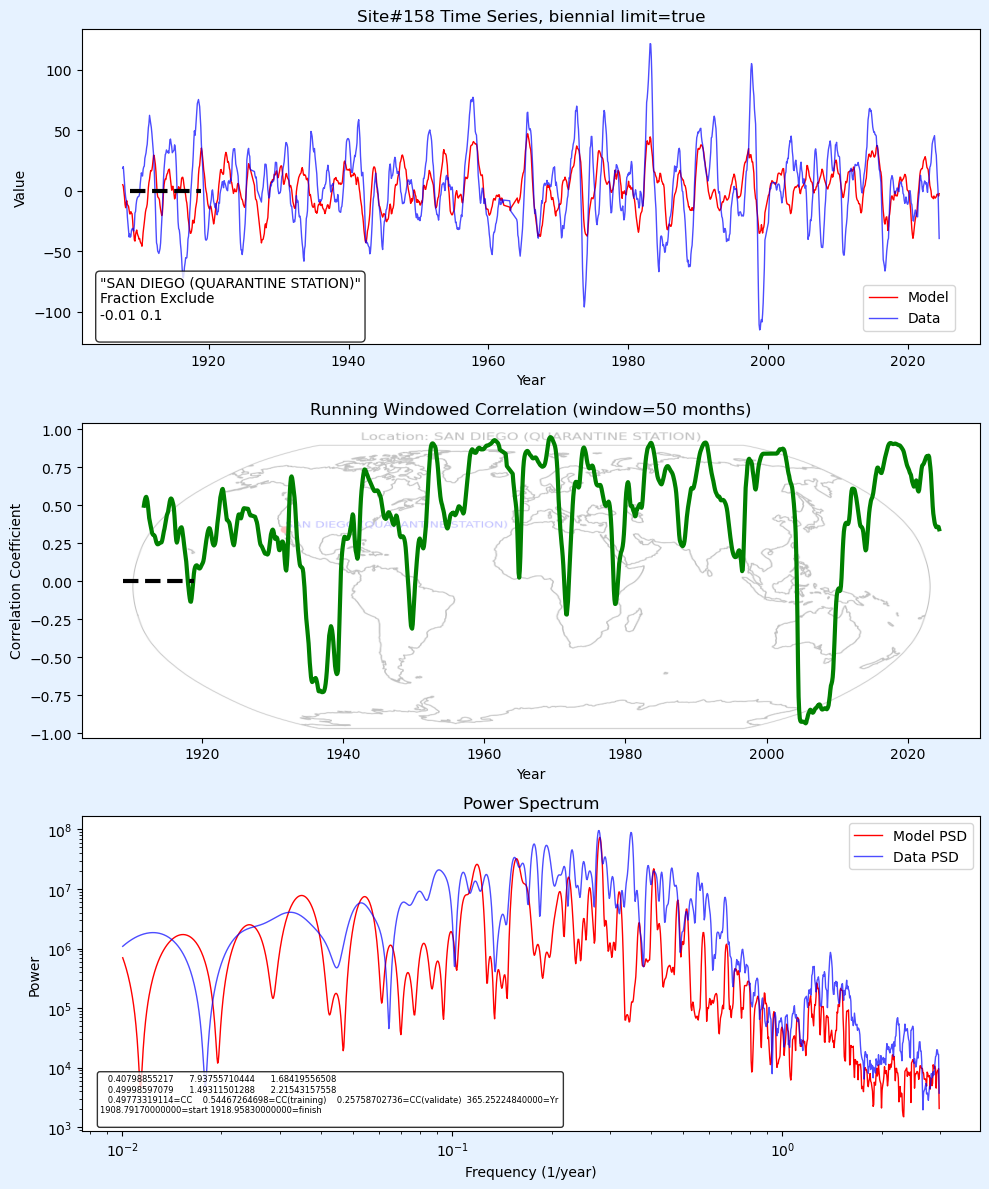 Site#158 Time Series, biennial limit=true
Value
100
50
0
−50
−100
"SAN DIEGO (QUARANTINE STATION)"
Fraction Exclude
-0.01 0.1
Model
Data
1920 1940 1960 1980 2000 2020
Year
Running Windowed Correlation (window=50 months)
Correlation Coefficient
1.00
0.75
0.50
0.25
0.00
−0.25
−0.50
−0.75
−1.00
Location: SAN DIEGO (QUARANTINE STATION)
SAN DIEGO (QUARANTINE STATION)
1920 1940 1960 1980 2000 2020
Year
Power Spectrum
Power
10^8
10^7
10^6
10^5
10^4
10^3
Model PSD
Data PSD
0.40798855217 7.93755710444 1.68419556508
0.49998597079 1.49311501288 2.21543157558
0.49773319114=CC 0.54467264698=CC(training) 0.25758702736=CC(validate) 365.25224840000=Yr
1908.79170000000=start 1918.95830000000=finish
10^−2 10^−1 10^0
Frequency (1/year)